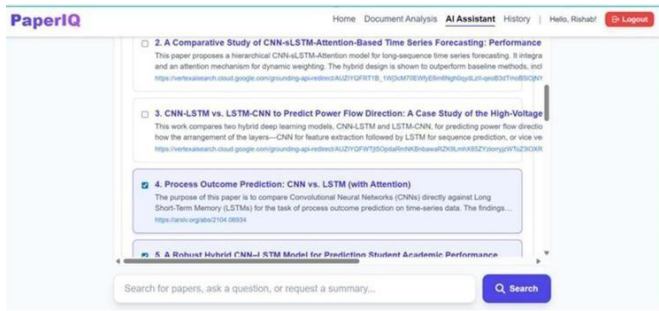 PaperIQ
Home Document Analysis AI Assistant History | Hello, Rishab! Logout
2. A Comparative Study of CNN-sLSTM-Attention-Based Time Series Forecasting: Performance
This paper proposes a hierarchical CNN-sLSTM-Attention model for long-sequence time series forecasting. It integra
and an attention mechanism for dynamic weighting. The hybrid design is shown to outperform baseline methods, incl
3. CNN-LSTM vs. LSTM-CNN to Predict Power Flow Direction: A Case Study of the High-Voltage
This work compares two hybrid deep learning models, CNN-LSTM and LSTM-CNN, for predicting power flow directio
how the arrangement of the layers—CNN for feature extraction followed by LSTM for sequence prediction, or vice ve
4. Process Outcome Prediction: CNN vs. LSTM (with Attention)
The purpose of this paper is to compare Convolutional Neural Networks (CNNs) directly against Long
Short-Term Memory (LSTMs) for the task of process outcome prediction on time-series data. The findings...
https://arxiv.org/abs/2104.06934
5. A Robust Hybrid CNN–LSTM Model for Predicting Student Academic Performance
Search for papers, ask a question, or request a summary...
Search